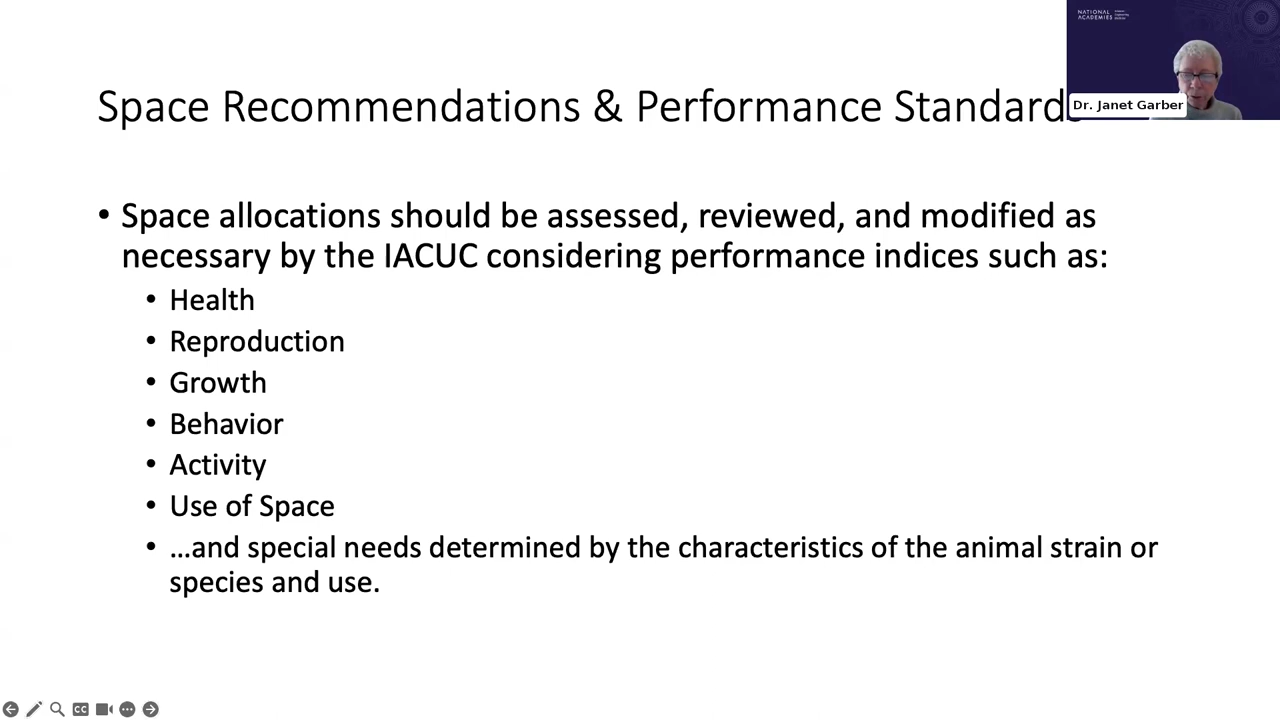 NATIONAL
ACADEMIES
Dr. Janet Garber
Space Recommendations & Performance Standards
• Space allocations should be assessed, reviewed, and modified as
necessary by the IACUC considering performance indices such as:
• Health
• Reproduction
• Growth
• Behavior
• Activity
• Use of Space
• …and special needs determined by the characteristics of the animal strain or
species and use.
CC